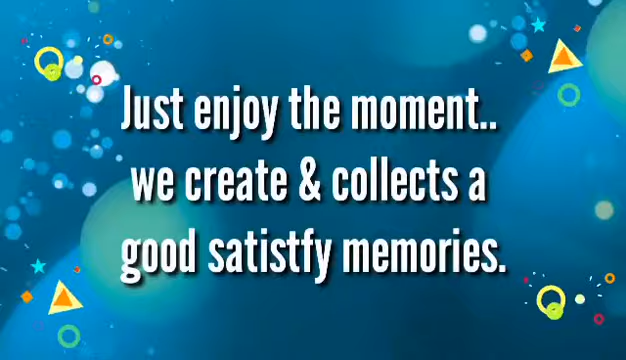 Just enjoy the moment..
we create & collects a
good satistfy memories.